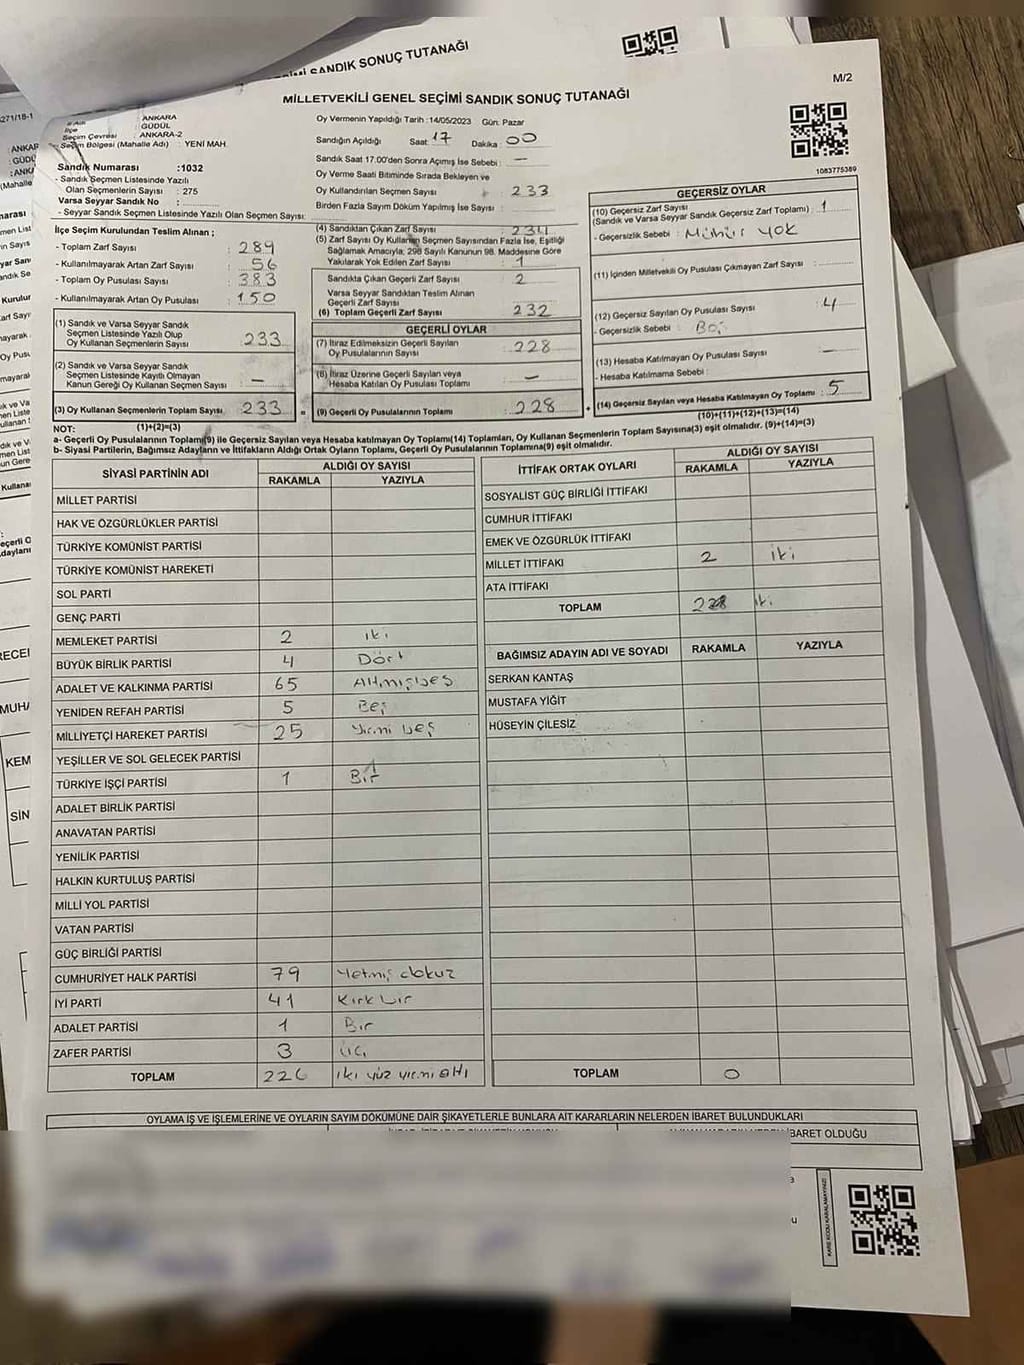 SANDIK SONUÇ TUTANAĞI
M/2
MİLLETVEKİLİ GENEL SEÇİMİ SANDIK SONUÇ TUTANAĞI
1083775389
: ANKARA
İlçe : GÜDÜL
Seçim Çevresi : ANKARA-2
Seçim Bölgesi (Mahalle Adı) : YENİ MAH.
Sandık Numarası :1032
- Sandık Seçmen Listesinde Yazılı
Olan Seçmenlerin Sayısı : 275
Varsa Seyyar Sandık No :
- Seyyar Sandık Seçmen Listesinde Yazılı Olan Seçmen Sayısı:
Oy Vermenin Yapıldığı Tarih :14/05/2023 Gün: Pazar
Sandığın Açıldığı Saat: 17 Dakika : 00
Sandık Saat 17.00'den Sonra Açımış İse Sebebi : —
Oy Verme Saati Bitiminde Sırada Bekleyen ve
Oy Kullandırılan Seçmen Sayısı : 233
Birden Fazla Sayım Döküm Yapılmış İse Sayısı :
İlçe Seçim Kurulundan Teslim Alınan ;
- Toplam Zarf Sayısı : 289
- Kullanılmayarak Artan Zarf Sayısı : 56
- Toplam Oy Pusulası Sayısı : 383
- Kullanılmayarak Artan Oy Pusulası : 150
(1) Sandık ve Varsa Seyyar Sandık
Seçmen Listesinde Yazılı Olup
Oy Kullanan Seçmenlerin Sayısı : 233
(2) Sandık ve Varsa Seyyar Sandık
Seçmen Listesinde Kayıtlı Olmayan
Kanun Gereği Oy Kullanan Seçmen Sayısı : —
(3) Oy Kullanan Seçmenlerin Toplam Sayısı : 233
(4) Sandıktan Çıkan Zarf Sayısı : 234
(5) Zarf Sayısı Oy Kullanan Seçmen Sayısından Fazla İse, Eşitliği
Sağlamak Amacıyla; 298 Sayılı Kanunun 98. Maddesine Göre
Yakılarak Yok Edilen Zarf Sayısı : 1
Sandıkta Çıkan Geçerli Zarf Sayısı : 2
Varsa Seyyar Sandıktan Teslim Alınan
Geçerli Zarf Sayısı
(6) Toplam Geçerli Zarf Sayısı : 232
GEÇERLİ OYLAR
(7) İtiraz Edilmeksizin Geçerli Sayılan
Oy Pusulalarının Sayısı : 228
(8) İtiraz Üzerine Geçerli Sayılan veya
Hesaba Katılan Oy Pusulası Toplamı : —
(9) Geçerli Oy Pusulalarının Toplamı : 228
GEÇERSİZ OYLAR
(10) Geçersiz Zarf Sayısı
(Sandık ve Varsa Seyyar Sandık Geçersiz Zarf Toplamı) : 1
- Geçersizlik Sebebi : Mühür yok
(11) İçinden Milletvekili Oy Pusulası Çıkmayan Zarf Sayısı :
(12) Geçersiz Sayılan Oy Pusulası Sayısı : 4
- Geçersizlik Sebebi : Boş
(13) Hesaba Katılmayan Oy Pusulası Sayısı : —
- Hesaba Katılmama Sebebi :
(14) Geçersiz Sayılan veya Hesaba Katılmayan Oy Toplamı : 5
NOT: (1)+(2)=(3) (10)+(11)+(12)+(13)=(14)
a- Geçerli Oy Pusulalarının Toplamı(9) ile Geçersiz Sayılan veya Hesaba katılmayan Oy Toplamı(14) Toplamları, Oy Kullanan Seçmenlerin Toplam Sayısına(3) eşit olmalıdır. (9)+(14)=(3)
b- Siyasi Partilerin, Bağımsız Adayların ve İttifakların Aldığı Ortak Oyların Toplamı, Geçerli Oy Pusulalarının Toplamına(9) eşit olmalıdır.
SİYASİ PARTİNİN ADI ALDIĞI OY SAYISI
RAKAMLA YAZIYLA
MİLLET PARTİSİ
HAK VE ÖZGÜRLÜKLER PARTİSİ
TÜRKİYE KOMÜNİST PARTİSİ
TÜRKİYE KOMÜNİST HAREKETİ
SOL PARTİ
GENÇ PARTİ
MEMLEKET PARTİSİ 2 iki
BÜYÜK BİRLİK PARTİSİ 4 Dört
ADALET VE KALKINMA PARTİSİ 65 Altmışbeş
YENİDEN REFAH PARTİSİ 5 Beş
MİLLİYETÇİ HAREKET PARTİSİ 25 Yirmi beş
YEŞİLLER VE SOL GELECEK PARTİSİ
TÜRKİYE İŞÇİ PARTİSİ 1 Bir
ADALET BİRLİK PARTİSİ
ANAVATAN PARTİSİ
YENİLİK PARTİSİ
HALKIN KURTULUŞ PARTİSİ
MİLLİ YOL PARTİSİ
VATAN PARTİSİ
GÜÇ BİRLİĞİ PARTİSİ
CUMHURİYET HALK PARTİSİ 79 Yetmiş dokuz
İYİ PARTİ 41 Kırk bir
ADALET PARTİSİ 1 Bir
ZAFER PARTİSİ 3 üç
TOPLAM 226 iki yüz yirmi altı
İTTİFAK ORTAK OYLARI ALDIĞI OY SAYISI
RAKAMLA YAZIYLA
SOSYALIST GÜÇ BİRLİĞİ İTTİFAKI
CUMHUR İTTİFAKI
EMEK VE ÖZGÜRLÜK İTTİFAKI
MİLLET İTTİFAKI 2 iki
ATA İTTİFAKI
TOPLAM iki
BAĞIMSIZ ADAYIN ADI VE SOYADI RAKAMLA YAZIYLA
SERKAN KANTAŞ
MUSTAFA YİĞİT
HÜSEYİN ÇİLESİZ
TOPLAM 0
OYLAMA İŞ VE İŞLEMLERİNE VE OYLARIN SAYIM DÖKÜMÜNE DAİR ŞİKAYETLERLE BUNLARA AİT KARARLARIN NELERDEN İBARET BULUNDUKLARI
İBARET OLDUĞU
KARE KODU KARALAMAYINIZ